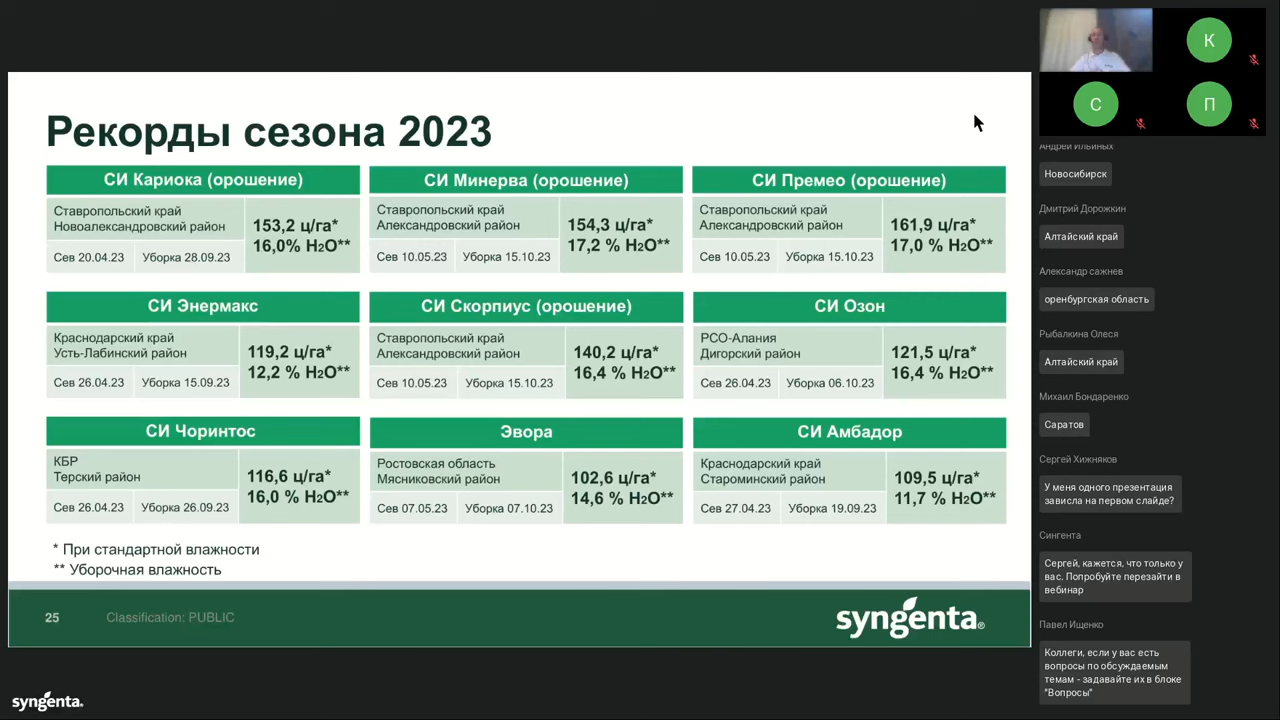 Рекорды сезона 2023
СИ Кариока (орошение)
Ставропольский край
Новоалександровский район
153,2 ц/га*
16,0% H2O**
Сев 20.04.23
Уборка 28.09.23
СИ Минерва (орошение)
Ставропольский край
Александровский район
154,3 ц/га*
17,2 % H2O**
Сев 10.05.23
Уборка 15.10.23
СИ Премео (орошение)
Ставропольский край
Александровский район
161,9 ц/га*
17,0 % H2O**
Сев 10.05.23
Уборка 15.10.23
СИ Энермакс
Краснодарский край
Усть-Лабинский район
119,2 ц/га*
12,2 % H2O**
Сев 26.04.23
Уборка 15.09.23
СИ Скорпиус (орошение)
Ставропольский край
Александровский район
140,2 ц/га*
16,4 % H2O**
Сев 10.05.23
Уборка 15.10.23
СИ Озон
РСО-Алания
Дигорский район
121,5 ц/га*
16,4 % H2O**
Сев 26.04.23
Уборка 06.10.23
СИ Чоринтос
КБР
Терский район
116,6 ц/га*
16,0 % H2O**
Сев 26.04.23
Уборка 26.09.23
Эвора
Ростовская область
Мясниковский район
102,6 ц/га*
14,6 % H2O**
Сев 07.05.23
Уборка 07.10.23
СИ Амбадор
Краснодарский край
Староминский район
109,5 ц/га*
11,7 % H2O**
Сев 27.04.23
Уборка 19.09.23
* При стандартной влажности
** Уборочная влажность
25
Classification: PUBLIC
syngenta®
syngenta®
К
С
П
Андрей Ильиных
Новосибирск
Дмитрий Дорожкин
Алтайский край
Александр сажнев
оренбургская область
Рыбалкина Олеся
Алтайский край
Михаил Бондаренко
Саратов
Сергей Хижняков
У меня одного презентация
зависла на первом слайде?
Сингента
Сергей, кажется, что только у
вас. Попробуйте перезайти в
вебинар
Павел Ищенко
Коллеги, если у вас есть
вопросы по обсуждаемым
темам - задавайте их в блоке
"Вопросы"